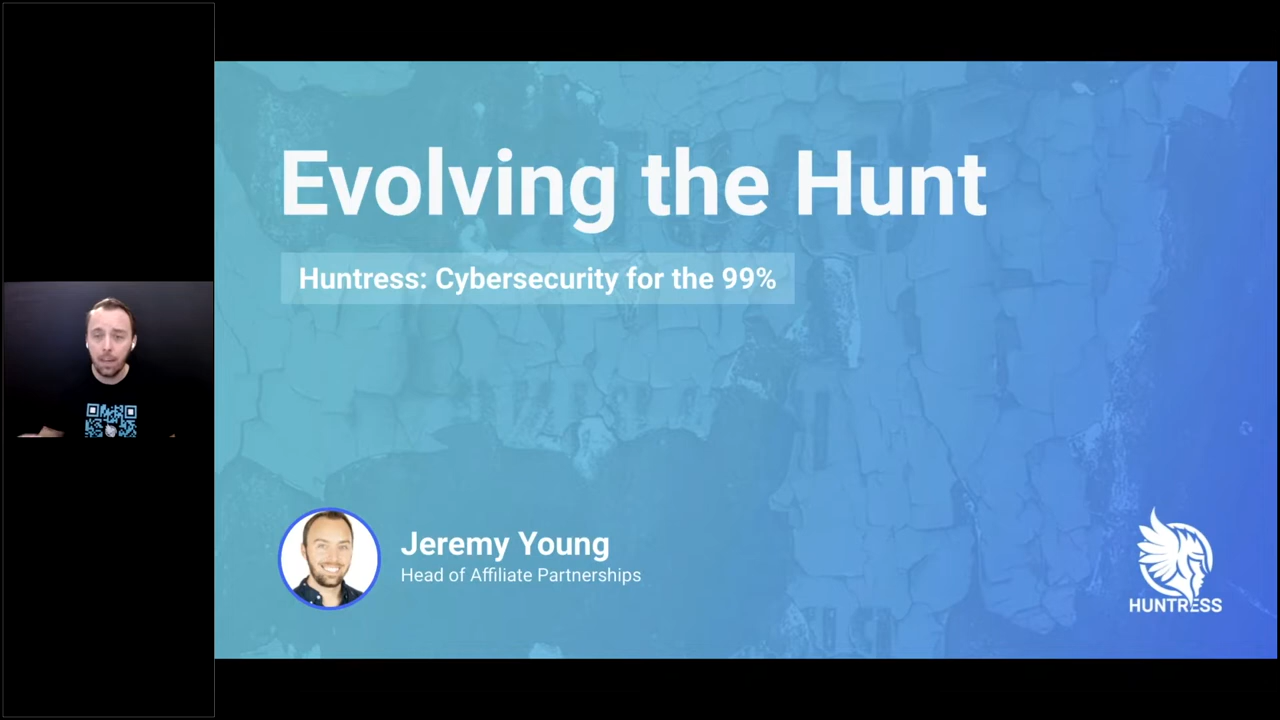 Evolving the Hunt
Huntress: Cybersecurity for the 99%
Jeremy Young
Head of Affiliate Partnerships
HUNTRESS